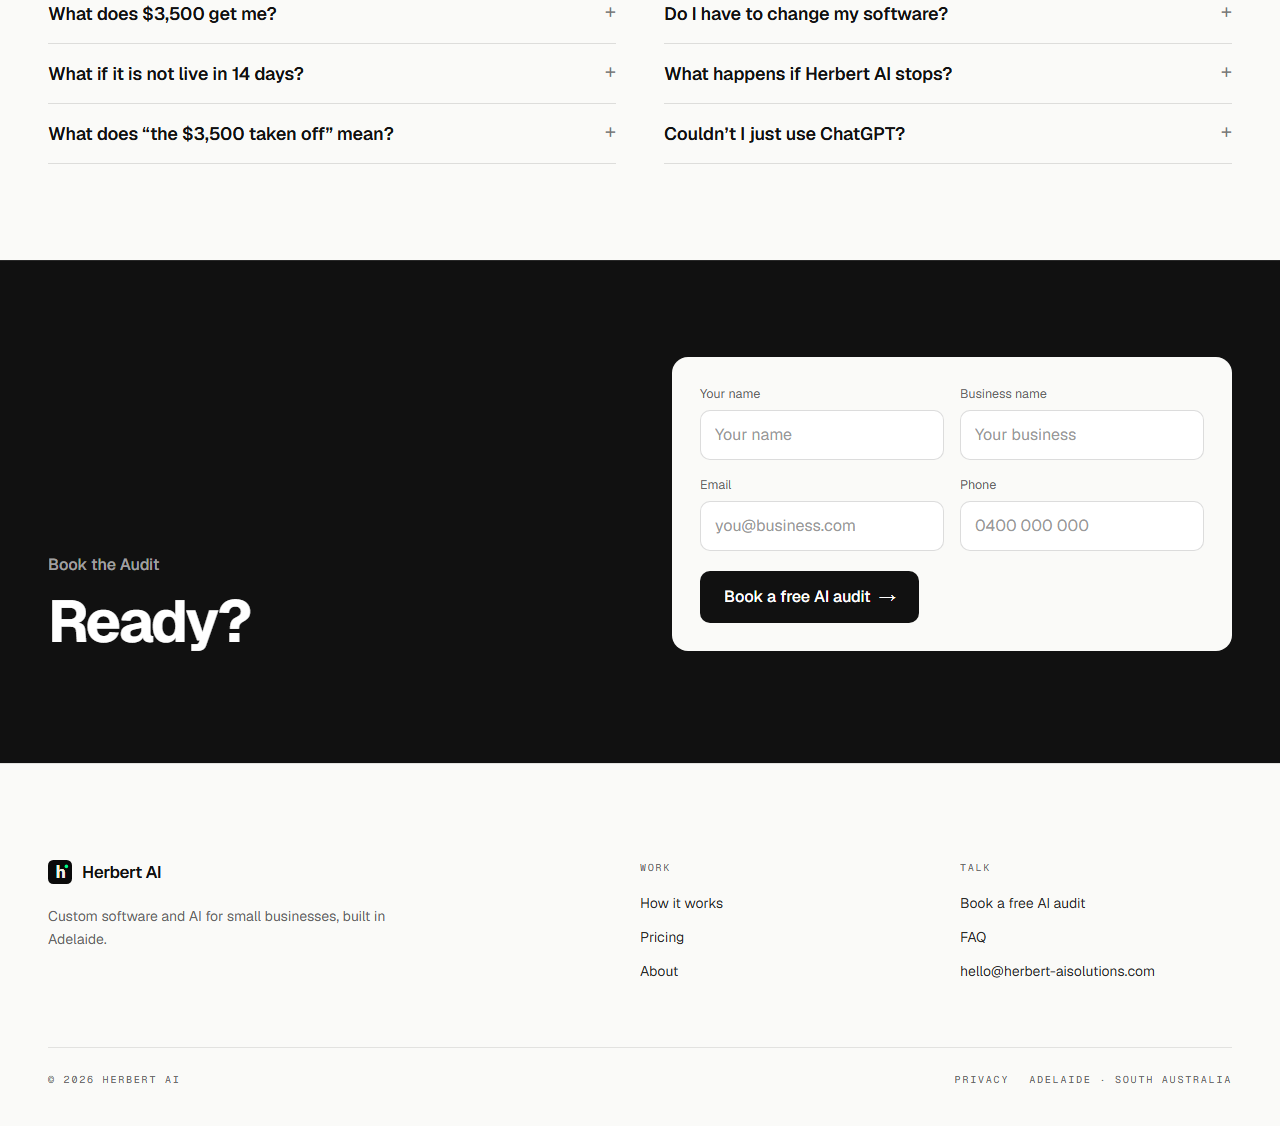 What does $3,500 get me? +
Do I have to change my software? +
What if it is not live in 14 days? +
What happens if Herbert AI stops? +
What does “the $3,500 taken off” mean? +
Couldn’t I just use ChatGPT? +
Book the Audit
Ready?
Your name
Business name
Your name
Your business
Email
Phone
you@business.com
0400 000 000
Book a free AI audit →
h
Herbert AI
Custom software and AI for small businesses, built in
Adelaide.
WORK
How it works
Pricing
About
TALK
Book a free AI audit
FAQ
hello@herbert-aisolutions.com
© 2026 HERBERT AI
PRIVACY
ADELAIDE · SOUTH AUSTRALIA